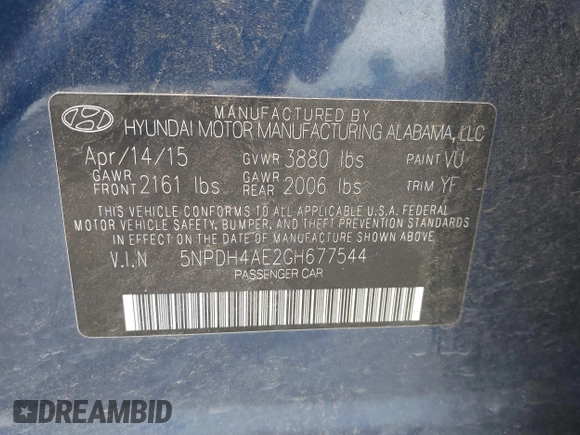 MANUFACTURED BY
HYUNDAI MOTOR MANUFACTURING ALABAMA, LLC
Apr/14/15 GVWR 3880 lbs PAINT VU
GAWR FRONT 2161 lbs GAWR REAR 2006 lbs TRIM YF
THIS VEHICLE CONFORMS TO ALL APPLICABLE U.S.A. FEDERAL
MOTOR VEHICLE SAFETY, BUMPER, AND THEFT PREVENTION STANDARDS
IN EFFECT ON THE DATE OF MANUFACTURE SHOWN ABOVE.
V.I.N 5NPDH4AE2GH677544
PASSENGER CAR
DREAMBID